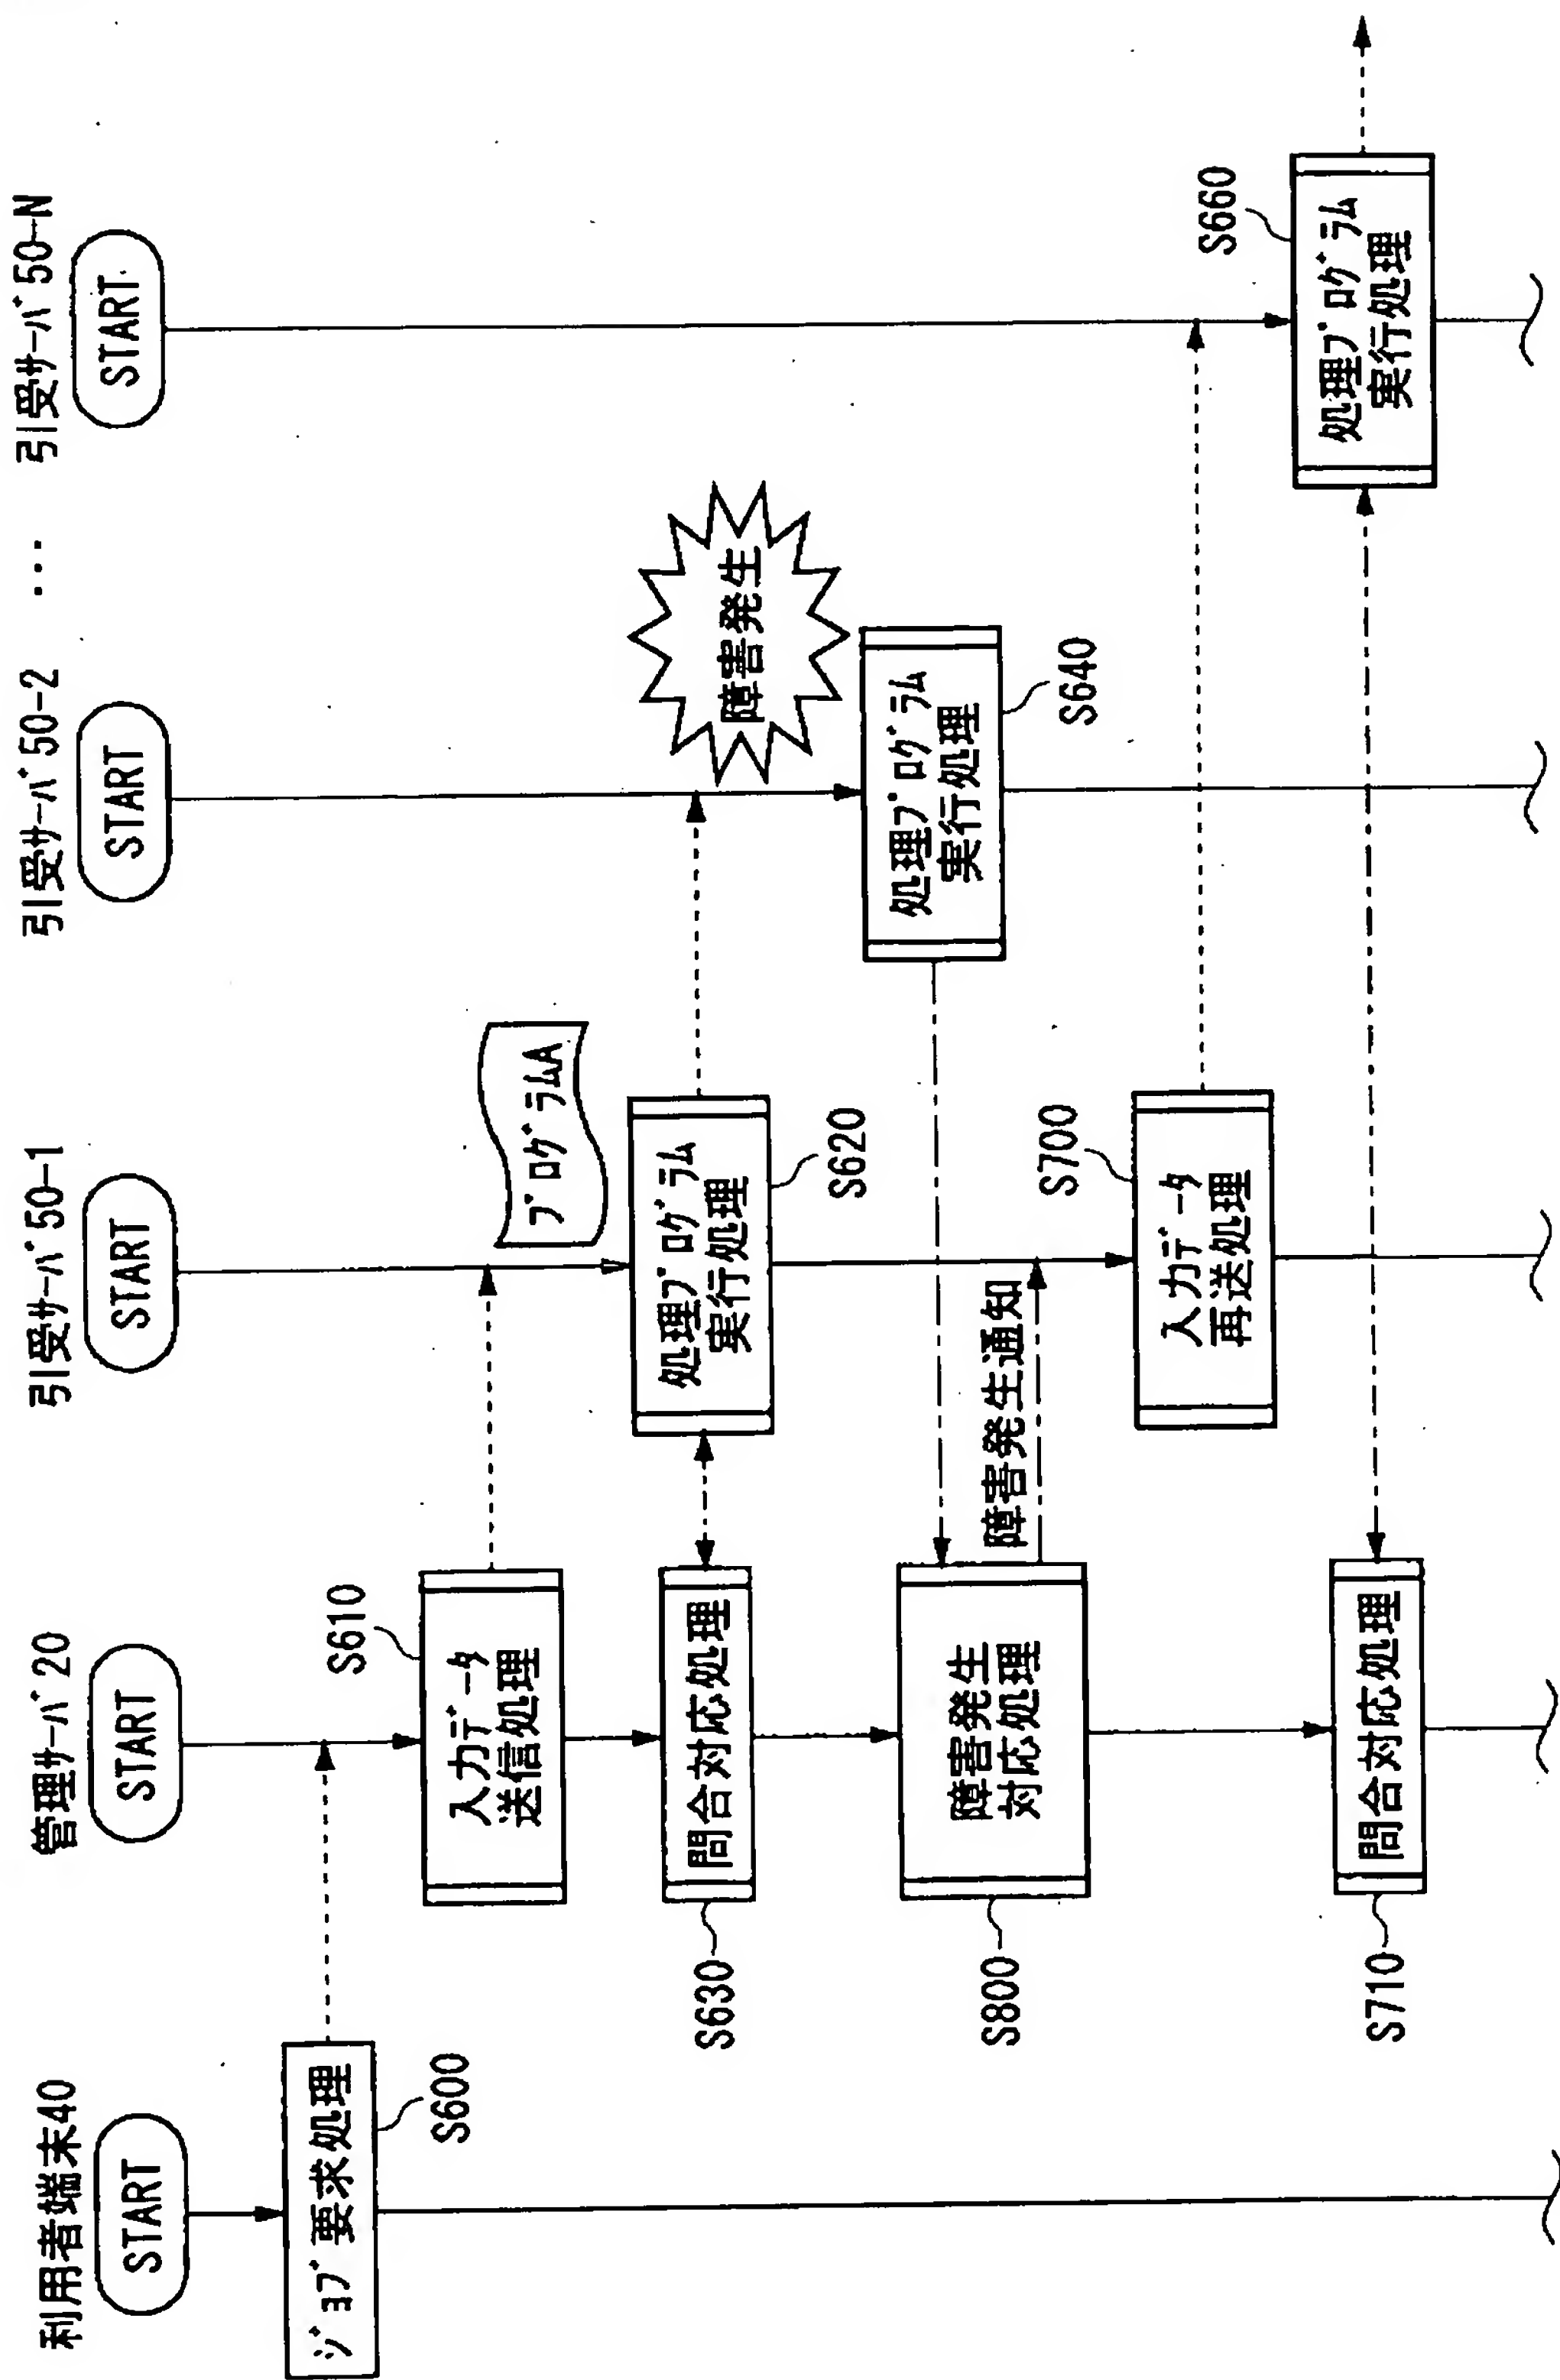 利用者端末40
管理ｻｰﾊﾞ20
引受ｻｰﾊﾞ50-1
引受ｻｰﾊﾞ50-2
･･･
引受ｻｰﾊﾞ50-N
START
START
START
START
START
ｼﾞｮﾌﾞ要求処理
S600
入力ﾃﾞｰﾀ
送信処理
S610
ﾌﾟﾛｸﾞﾗﾑA
処理ﾌﾟﾛｸﾞﾗﾑ
実行処理
S620
問合対応処理
S630
障害発生
処理ﾌﾟﾛｸﾞﾗﾑ
実行処理
S640
障害発生
対応処理
S800
障害発生通知
入力ﾃﾞｰﾀ
再送処理
S700
処理ﾌﾟﾛｸﾞﾗﾑ
実行処理
S660
問合対応処理
S710